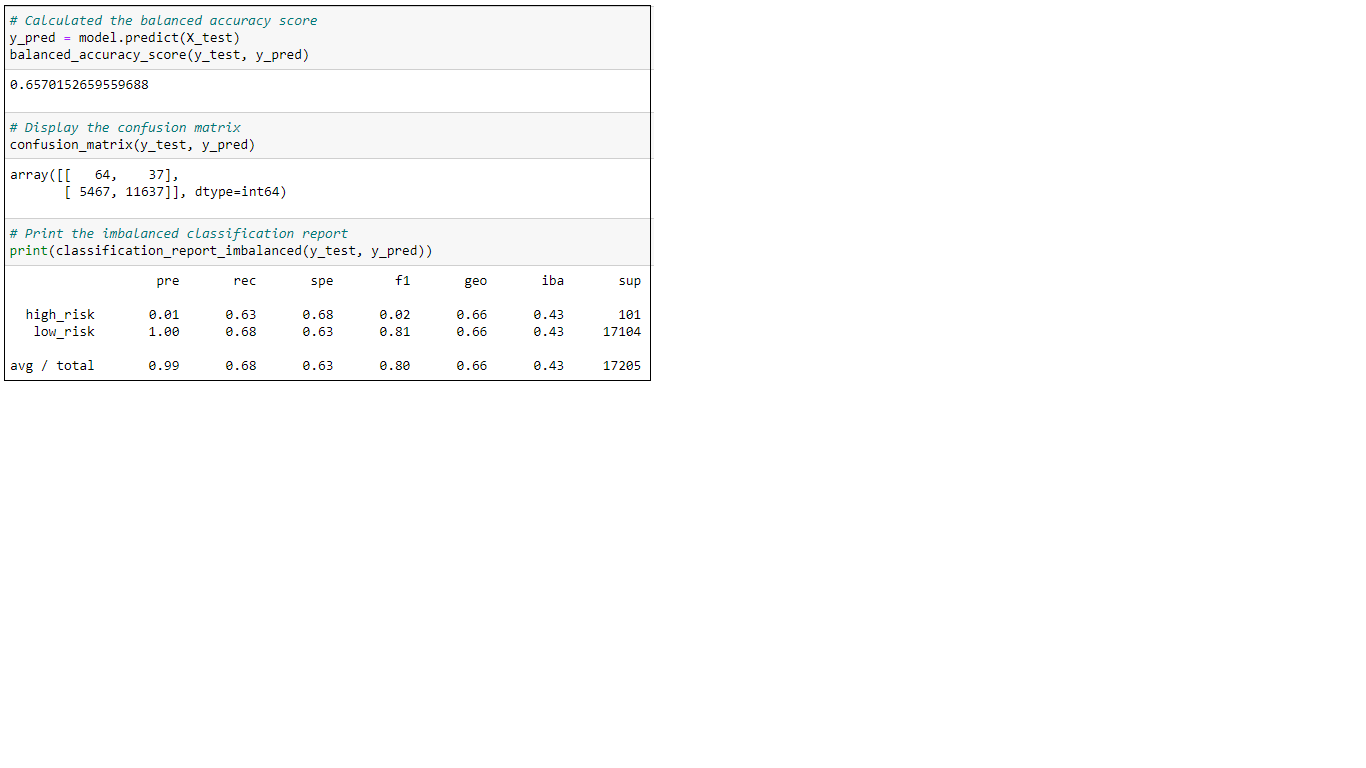 # Calculated the balanced accuracy score
y_pred = model.predict(X_test)
balanced_accuracy_score(y_test, y_pred)
0.6570152659559688
# Display the confusion matrix
confusion_matrix(y_test, y_pred)
array([[   64,    37],
       [ 5467, 11637]], dtype=int64)
# Print the imbalanced classification report
print(classification_report_imbalanced(y_test, y_pred))
                   pre       rec       spe        f1       geo       iba       sup
  high_risk       0.01      0.63      0.68      0.02      0.66      0.43       101
   low_risk       1.00      0.68      0.63      0.81      0.66      0.43     17104
avg / total       0.99      0.68      0.63      0.80      0.66      0.43     17205